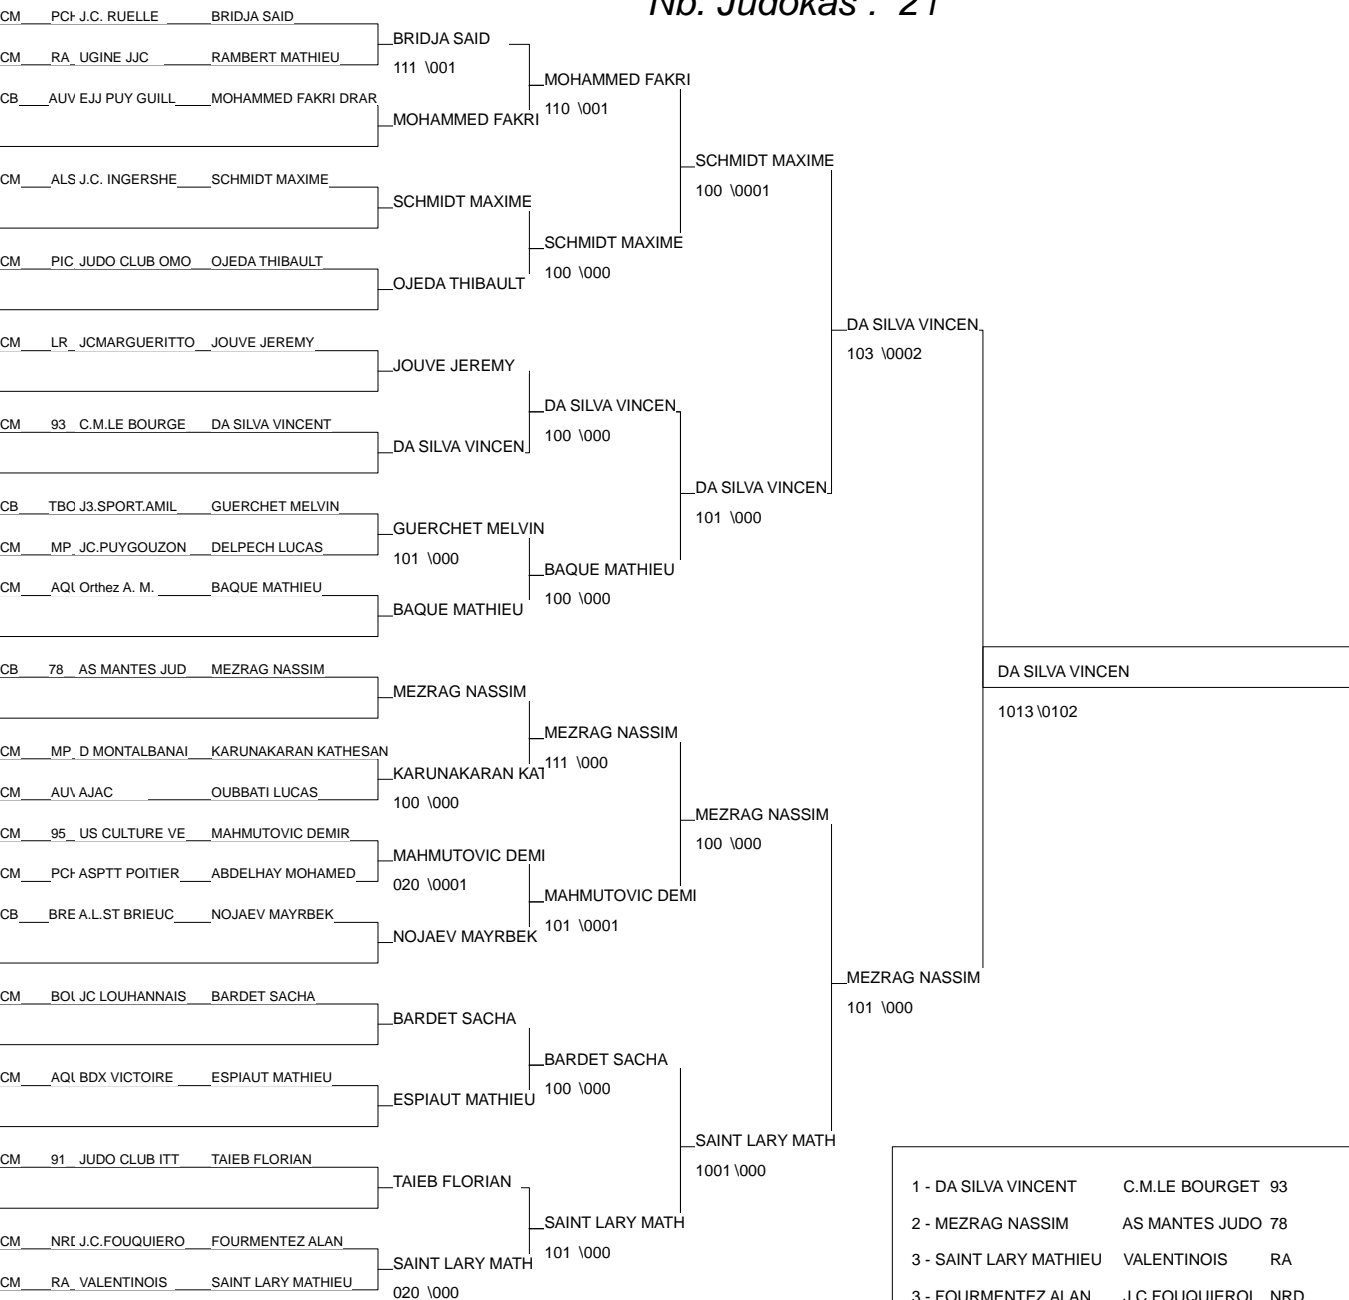 Nb. Judokas : 21
CM PCH J.C. RUELLE BRIDJA SAID
BRIDJA SAID
CM RA UGINE JJC RAMBERT MATHIEU
111 \001
MOHAMMED FAKRI
CB AUV EJJ PUY GUILL MOHAMMED FAKRI DRAR
110 \001
MOHAMMED FAKRI
SCHMIDT MAXIME
CM ALS J.C. INGERSHE SCHMIDT MAXIME
100 \0001
SCHMIDT MAXIME
SCHMIDT MAXIME
CM PIC JUDO CLUB OMO OJEDA THIBAULT
100 \000
OJEDA THIBAULT
DA SILVA VINCEN
CM LR JCMARGUERITTO JOUVE JEREMY
103 \0002
JOUVE JEREMY
DA SILVA VINCEN
CM 93 C.M.LE BOURGE DA SILVA VINCENT
100 \000
DA SILVA VINCEN
DA SILVA VINCEN
CB TBO J3.SPORT.AMIL GUERCHET MELVIN
101 \000
GUERCHET MELVIN
CM MP JC.PUYGOUZON DELPECH LUCAS
101 \000
BAQUE MATHIEU
CM AQU Orthez A. M. BAQUE MATHIEU
100 \000
BAQUE MATHIEU
CB 78 AS MANTES JUD MEZRAG NASSIM
DA SILVA VINCEN
MEZRAG NASSIM
1013 \0102
MEZRAG NASSIM
CM MP D MONTALBANAI KARUNAKARAN KATHESAN
111 \000
KARUNAKARAN KAT
CM AUV AJAC OUBBATI LUCAS
100 \000
MEZRAG NASSIM
CM 95 US CULTURE VE MAHMUTOVIC DEMIR
100 \000
MAHMUTOVIC DEMI
CM PCH ASPTT POITIER ABDELHAY MOHAMED
020 \0001
MAHMUTOVIC DEMI
CB BRE A.L.ST BRIEUC NOJAEV MAYRBEK
101 \0001
NOJAEV MAYRBEK
MEZRAG NASSIM
CM BOU JC LOUHANNAIS BARDET SACHA
101 \000
BARDET SACHA
BARDET SACHA
CM AQU BDX VICTOIRE ESPIAUT MATHIEU
100 \000
ESPIAUT MATHIEU
SAINT LARY MATH
CM 91 JUDO CLUB ITT TAIEB FLORIAN
1001 \000
TAIEB FLORIAN
SAINT LARY MATH
CM NRD J.C.FOUQUIERO FOURMENTEZ ALAN
101 \000
SAINT LARY MATH
CM RA VALENTINOIS SAINT LARY MATHIEU
020 \000
1 - DA SILVA VINCENT C.M.LE BOURGET 93
2 - MEZRAG NASSIM AS MANTES JUDO 78
3 - SAINT LARY MATHIEU VALENTINOIS RA
3 - FOURMENTEZ ALAN J.C.FOUQUIEROL NRD